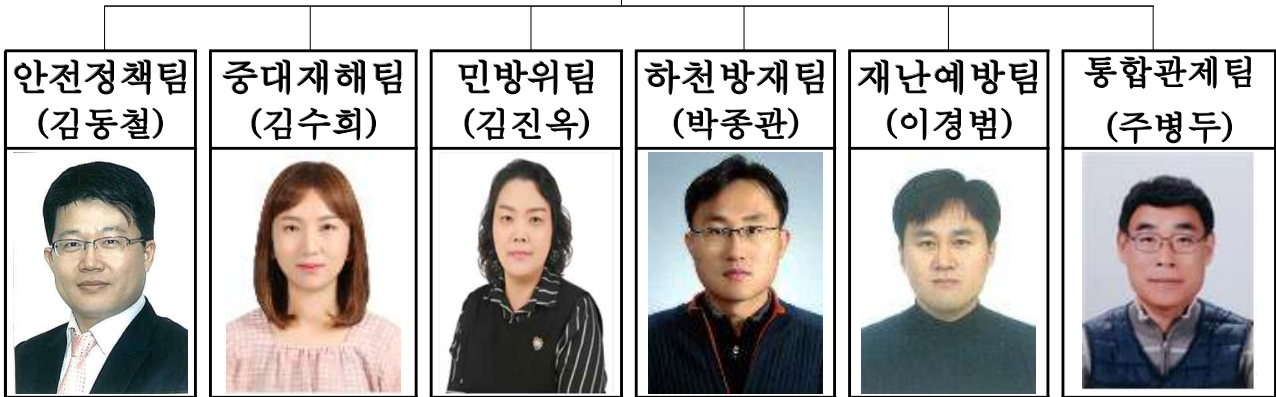 안전정책팀
(김동철)
중대재해팀
(김수희)
민방위팀
(김진옥)
하천방재팀
(박종관)
재난예방팀
(이경범)
통합관제팀
(주병두)